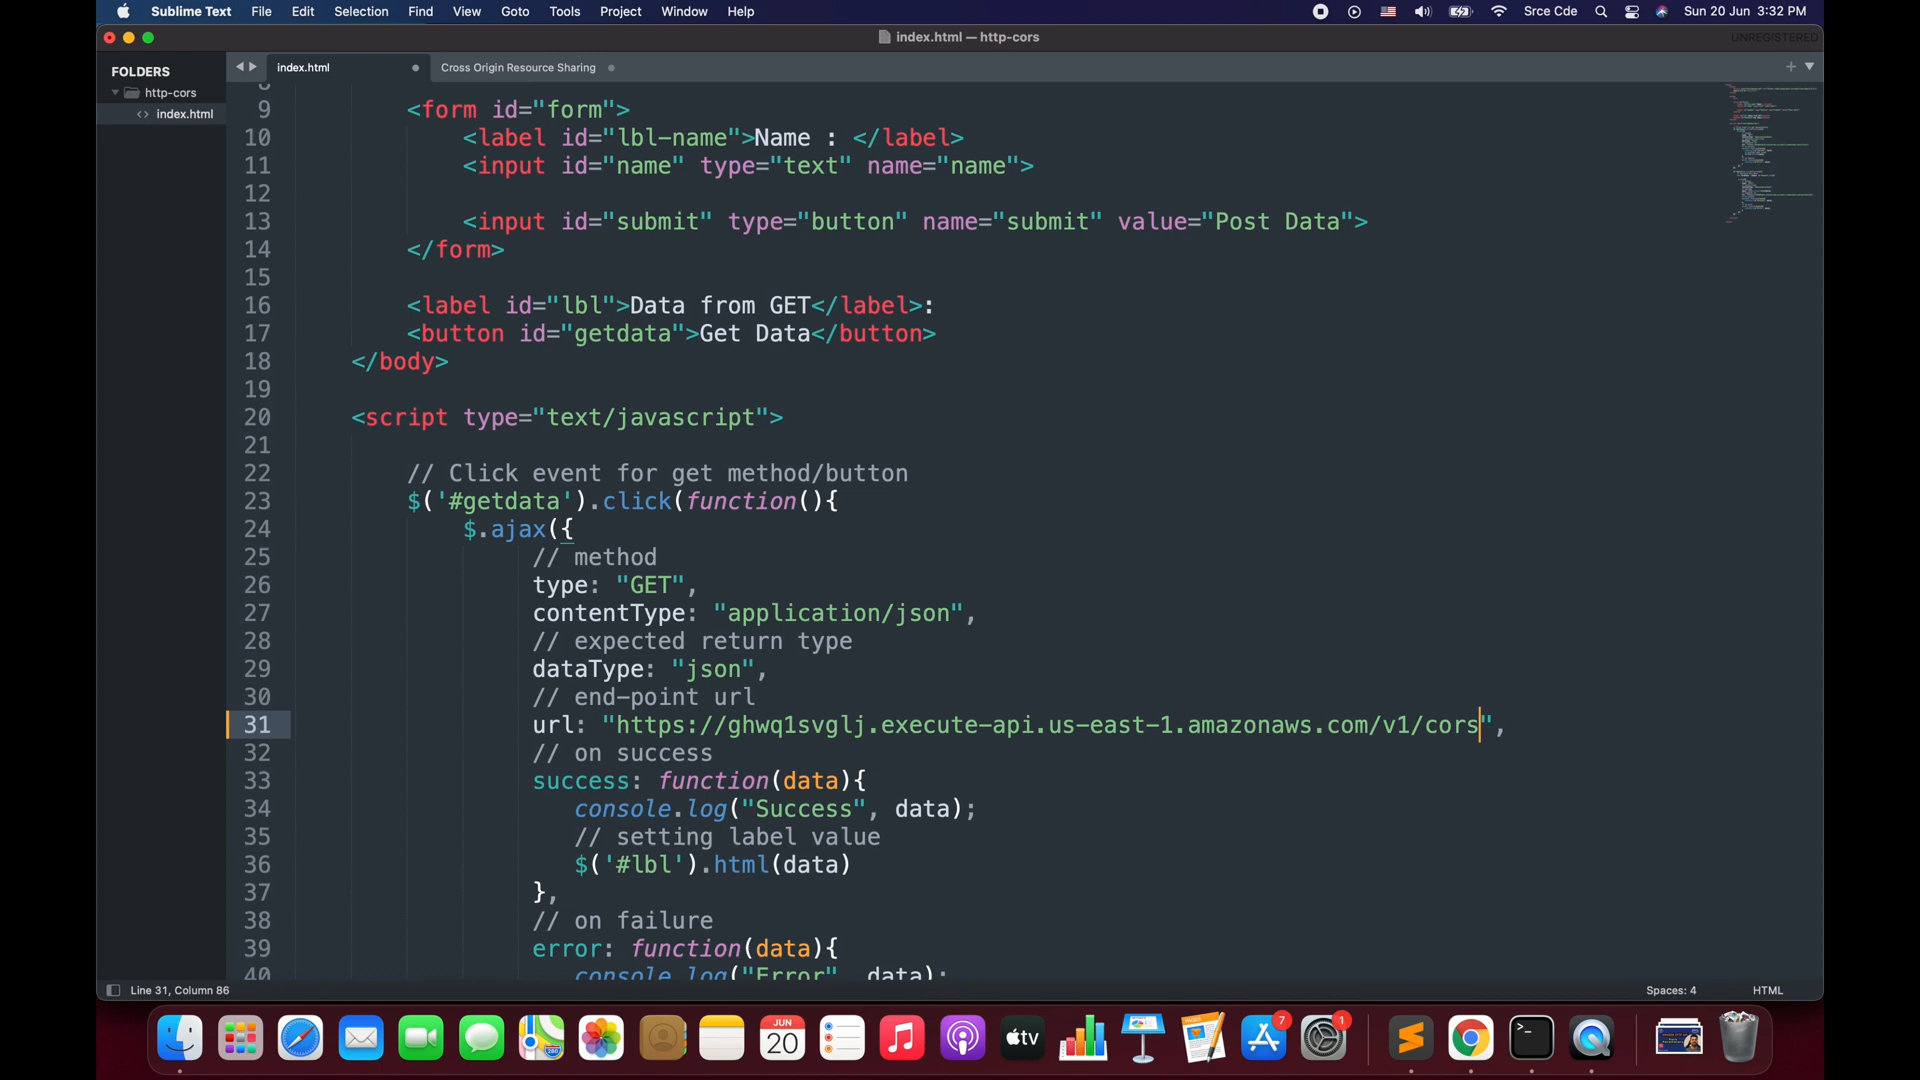 Sublime Text File Edit Selection Find View Goto Tools Project Window Help Srce Cde Sun 20 Jun 3:32 PM
index.html — http-cors
UNREGISTERED
FOLDERS
http-cors
<> index.html
index.html
Cross Origin Resource Sharing
9 <form id="form">
10 <label id="lbl-name">Name : </label>
11 <input id="name" type="text" name="name">
12
13 <input id="submit" type="button" name="submit" value="Post Data">
14 </form>
15
16 <label id="lbl">Data from GET</label>:
17 <button id="getdata">Get Data</button>
18 </body>
19
20 <script type="text/javascript">
21
22 // Click event for get method/button
23 $('#getdata').click(function(){
24 $.ajax({
25 // method
26 type: "GET",
27 contentType: "application/json",
28 // expected return type
29 dataType: "json",
30 // end-point url
31 url: "https://ghwq1svglj.execute-api.us-east-1.amazonaws.com/v1/cors",
32 // on success
33 success: function(data){
34 console.log("Success", data);
35 // setting label value
36 $('#lbl').html(data)
37 },
38 // on failure
39 error: function(data){
40 console.log("Error", data);
Line 31, Column 86
Spaces: 4
HTML
JUN
20
tv
7
1